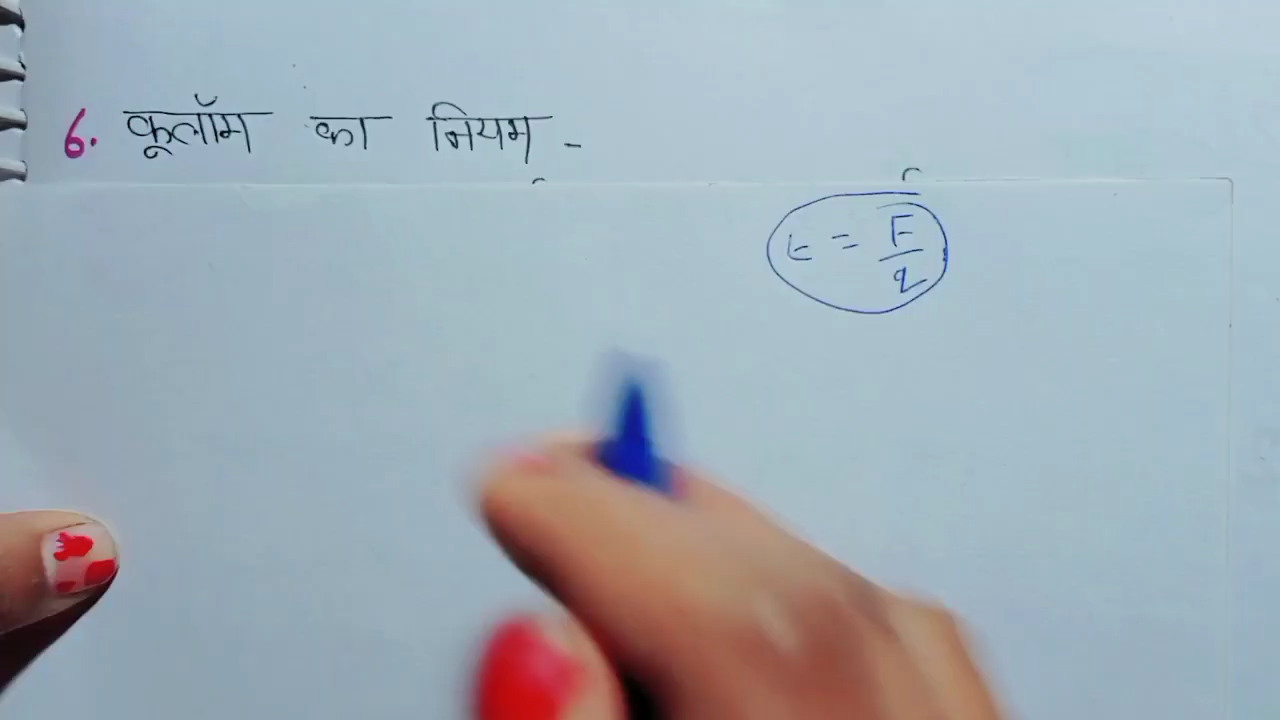 6. कूलॉम का नियम -
E = F/q